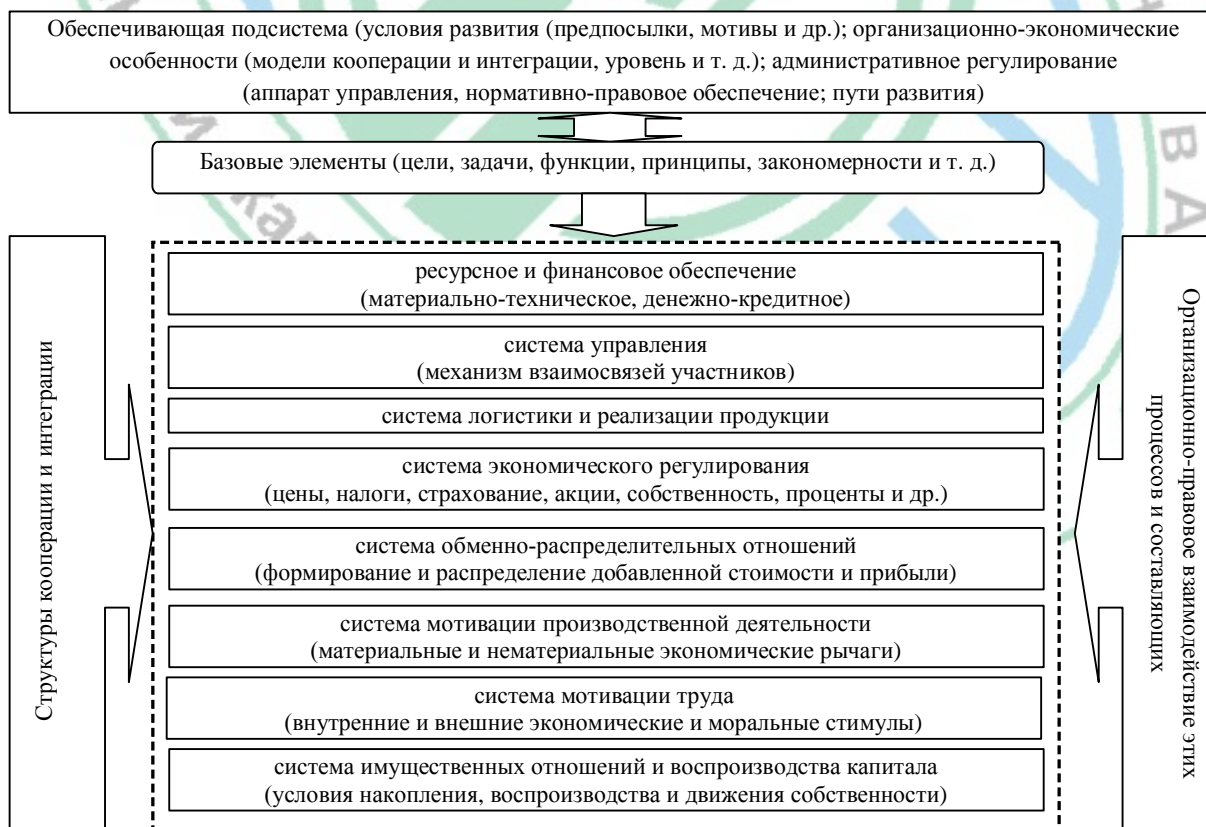 Обеспечивающая подсистема (условия развития (предпосылки, мотивы и др.); организационно-экономические
особенности (модели кооперации и интеграции, уровень и т. д.); административное регулирование
(аппарат управления, нормативно-правовое обеспечение; пути развития)
Базовые элементы (цели, задачи, функции, принципы, закономерности и т. д.)
Структуры кооперации и интеграции
ресурсное и финансовое обеспечение
(материально-техническое, денежно-кредитное)
система управления
(механизм взаимосвязей участников)
система логистики и реализации продукции
система экономического регулирования
(цены, налоги, страхование, акции, собственность, проценты и др.)
система обменно-распределительных отношений
(формирование и распределение добавленной стоимости и прибыли)
система мотивации производственной деятельности
(материальные и нематериальные экономические рычаги)
система мотивации труда
(внутренние и внешние экономические и моральные стимулы)
система имущественных отношений и воспроизводства капитала
(условия накопления, воспроизводства и движения собственности)
Организационно-правовое взаимодействие этих
процессов и составляющих